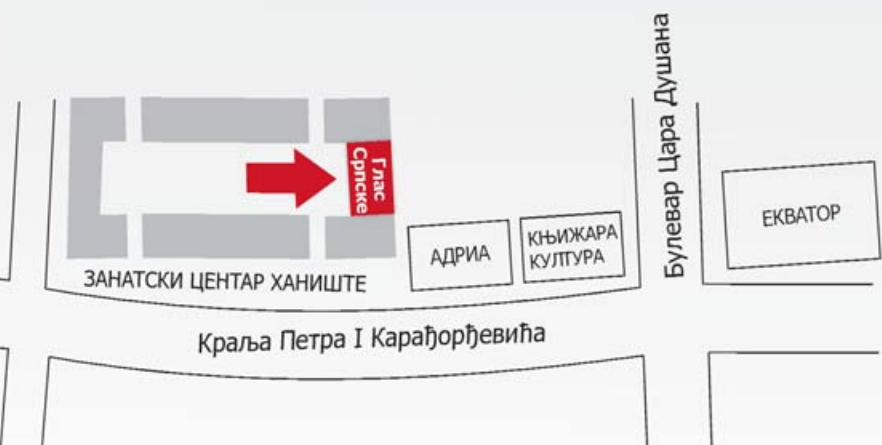 Булевар Цара Душана
Глас
Српске
АДРИА
КЊИЖАРА
КУЛТУРА
ЕКВАТОР
ЗАНАТСКИ ЦЕНТАР ХАНИШТЕ
Краља Петра I Карађорђевића